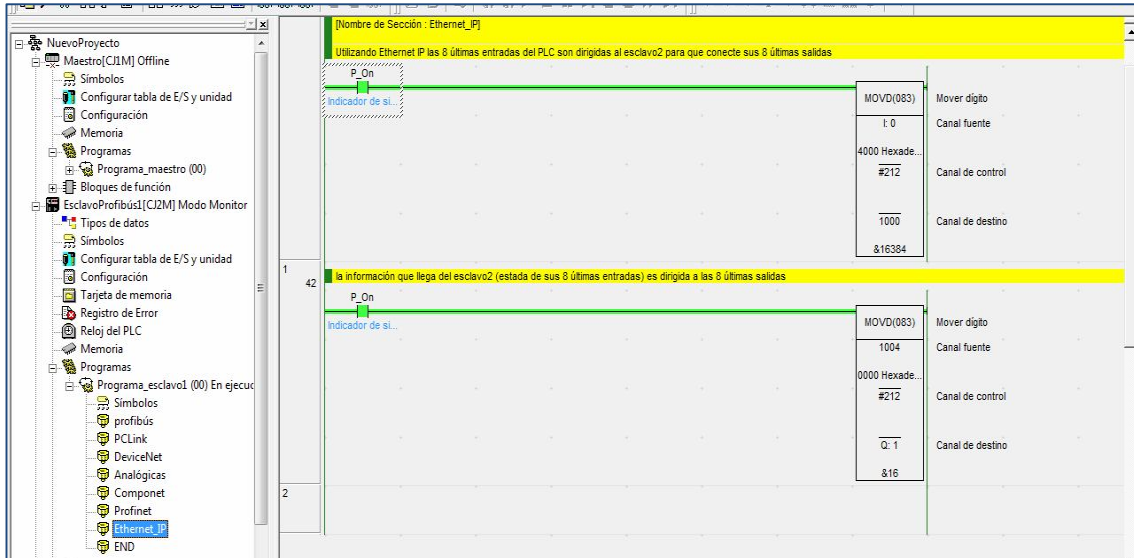 NuevoProyecto
Maestro[CJ1M] Offline
Símbolos
Configurar tabla de E/S y unidad
Configuración
Memoria
Programas
Programa_maestro (00)
Bloques de función
EsclavoProfibús1[CJ2M] Modo Monitor
Tipos de datos
Símbolos
Configurar tabla de E/S y unidad
Configuración
Tarjeta de memoria
Registro de Error
Reloj del PLC
Memoria
Programas
Programa_esclavo1 (00) En ejecuc
Símbolos
profibús
PCLink
DeviceNet
Analógicas
Componet
Profinet
Ethernet_IP
END
[Nombre de Sección : Ethernet_IP]
Utilizando Ethernet IP las 8 últimas entradas del PLC son dirigidas al esclavo2 para que conecte sus 8 últimas salidas
P_On
Indicador de si...
MOVD(083) Mover dígito
I: 0 Canal fuente
4000 Hexade...
#212 Canal de control
1000 Canal de destino
&16384
1
42
la información que llega del esclavo2 (estada de sus 8 últimas entradas) es dirigida a las 8 últimas salidas
P_On
Indicador de si...
MOVD(083) Mover dígito
1004 Canal fuente
0000 Hexade...
#212 Canal de control
Q: 1 Canal de destino
&16
2